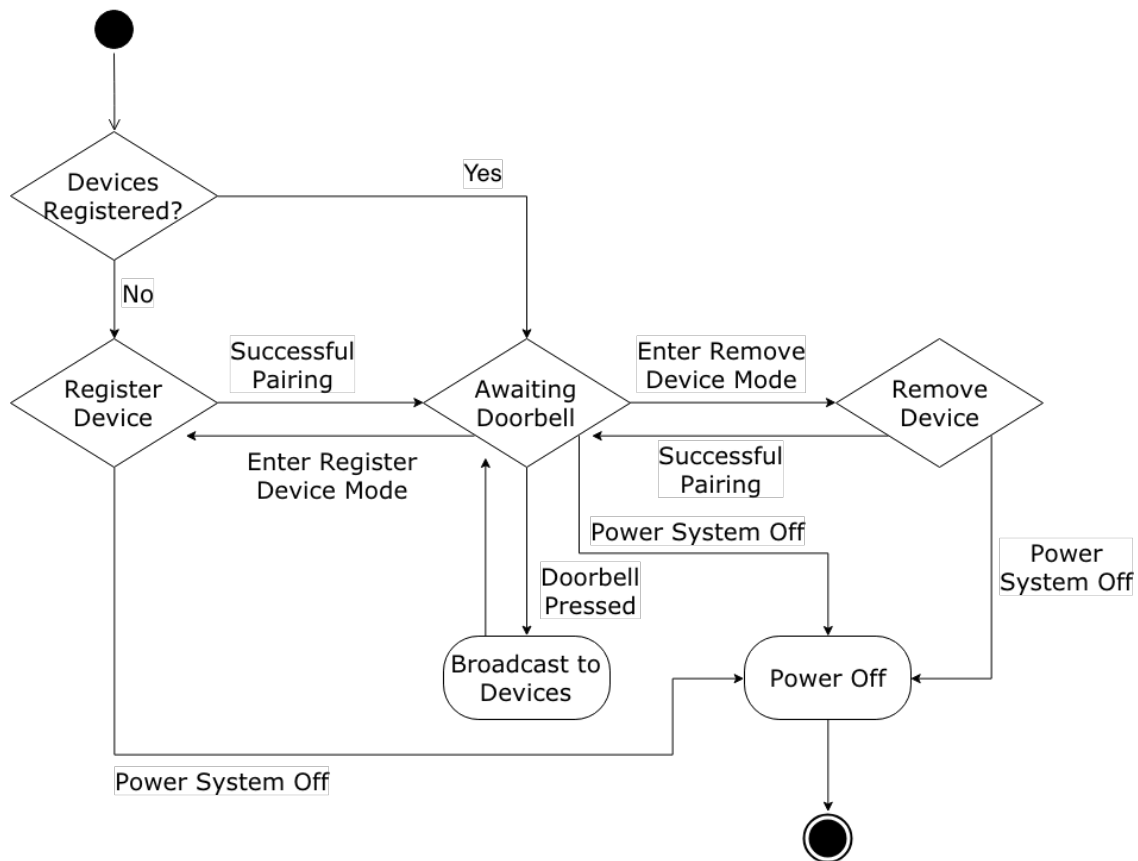 Devices
Registered?
Yes
No
Successful
Pairing
Enter Remove
Device Mode
Register
Device
Awaiting
Doorbell
Remove
Device
Enter Register
Device Mode
Successful
Pairing
Power System Off
Power
System Off
Doorbell
Pressed
Broadcast to
Devices
Power Off
Power System Off